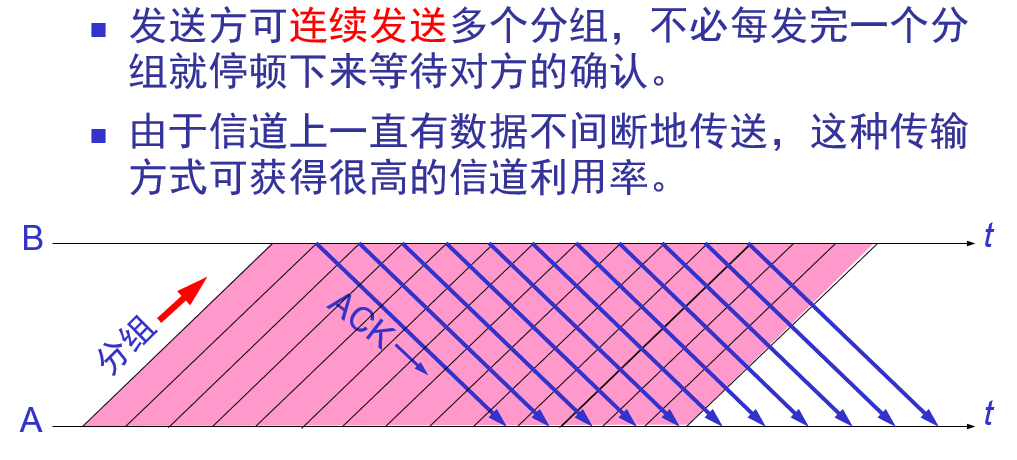 发送方可连续发送多个分组，不必每发完一个分
组就停顿下来等待对方的确认。
由于信道上一直有数据不间断地传送，这种传输
方式可获得很高的信道利用率。
B
t
分组
ACK
A
t